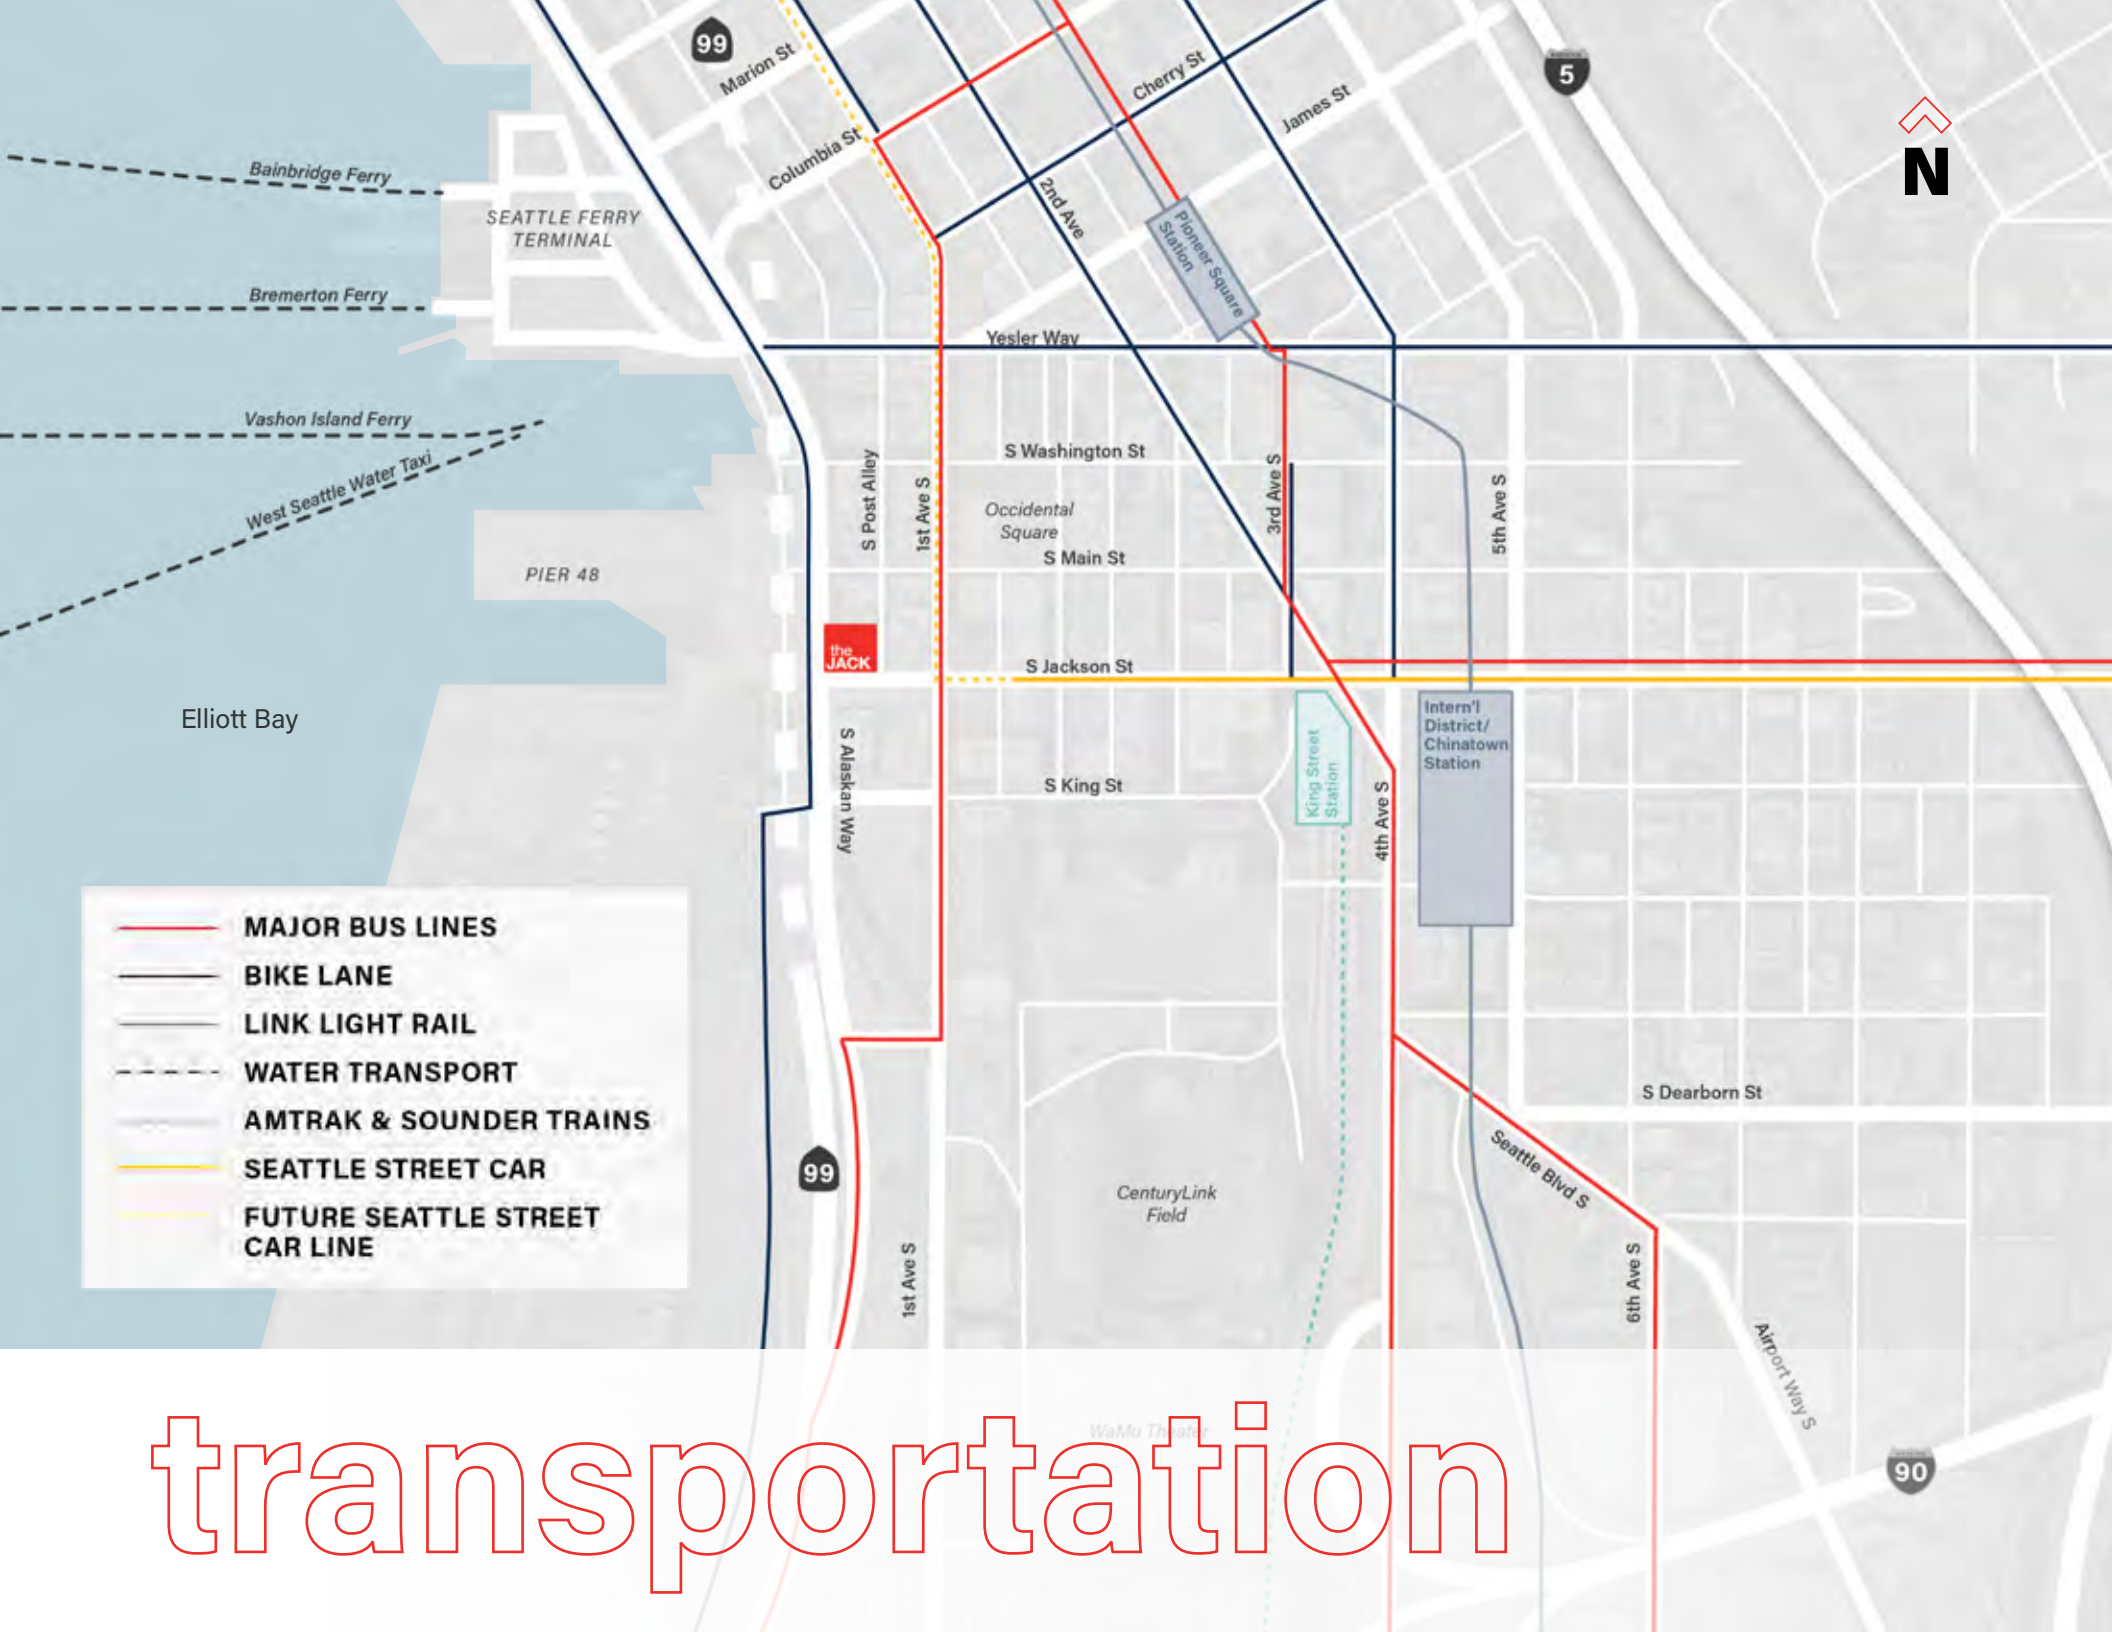 99
Marion St
Cherry St
5
James St
Columbia St
N
Bainbridge Ferry
2nd Ave
SEATTLE FERRY
TERMINAL
Pioneer Square
Station
Bremerton Ferry
Yesler Way
Vashon Island Ferry
West Seattle Water Taxi
S Washington St
S Post Alley
1st Ave S
3rd Ave S
5th Ave S
Occidental
Square
S Main St
PIER 48
the
JACK
S Jackson St
Elliott Bay
Intern'l
District/
Chinatown
Station
S Alaskan Way
King Street
Station
S King St
4th Ave S
MAJOR BUS LINES
BIKE LANE
LINK LIGHT RAIL
WATER TRANSPORT
AMTRAK & SOUNDER TRAINS
SEATTLE STREET CAR
FUTURE SEATTLE STREET
CAR LINE
S Dearborn St
Seattle Blvd S
99
CenturyLink
Field
1st Ave S
6th Ave S
Airport Way S
WaMu Theater
90
transportation